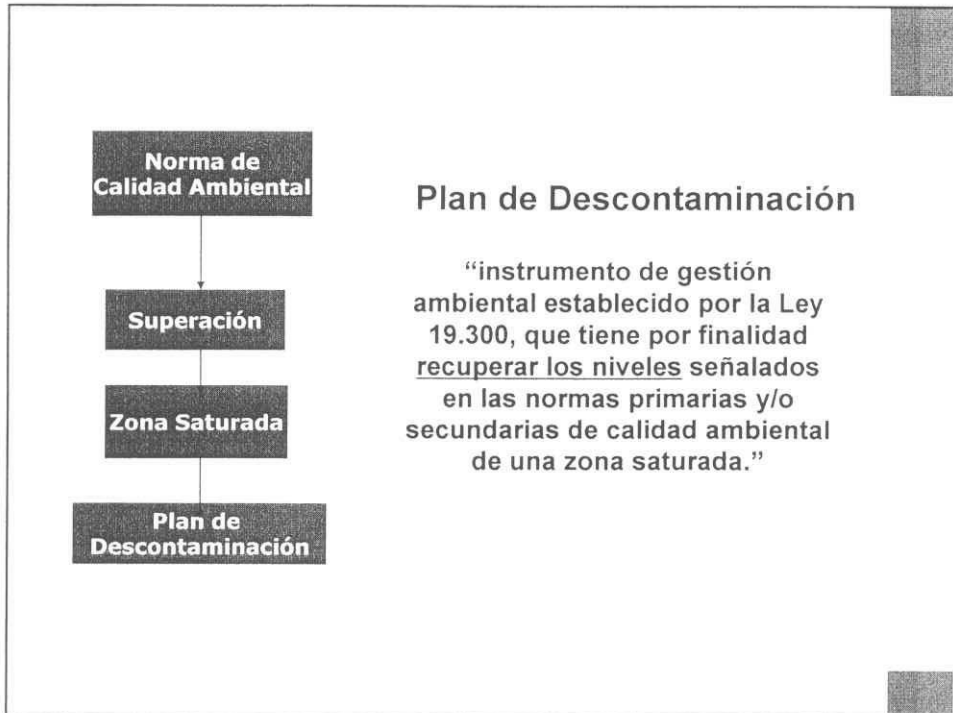 Norma de
Calidad Ambiental
Superación
Zona Saturada
Plan de
Descontaminación
Plan de Descontaminación
“instrumento de gestión
ambiental establecido por la Ley
19.300, que tiene por finalidad
recuperar los niveles señalados
en las normas primarias y/o
secundarias de calidad ambiental
de una zona saturada.”